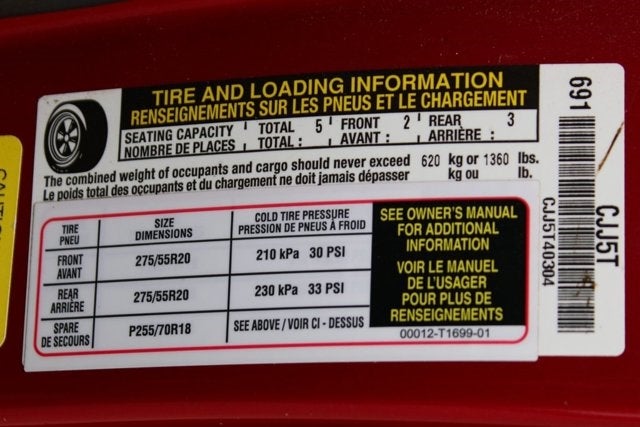 TIRE AND LOADING INFORMATION
RENSEIGNEMENTS SUR LES PNEUS ET LE CHARGEMENT
SEATING CAPACITY TOTAL 5 FRONT 2 REAR 3
NOMBRE DE PLACES TOTAL : AVANT : ARRIÈRE :
The combined weight of occupants and cargo should never exceed 620 kg or 1360 lbs.
Le poids total des occupants et du chargement ne doit jamais dépasser kg ou lb.
TIRE SIZE COLD TIRE PRESSURE
PNEU DIMENSIONS PRESSION DE PNEUS À FROID
FRONT
AVANT 275/55R20 210 kPa 30 PSI
REAR
ARRIÈRE 275/55R20 230 kPa 33 PSI
SPARE
DE SECOURS P255/70R18 SEE ABOVE / VOIR CI - DESSUS
SEE OWNER'S MANUAL
FOR ADDITIONAL
INFORMATION
VOIR LE MANUEL
DE L'USAGER
POUR PLUS DE
RENSEIGNEMENTS
00012-T1699-01
691 CJJ5T
CJJ5T40304